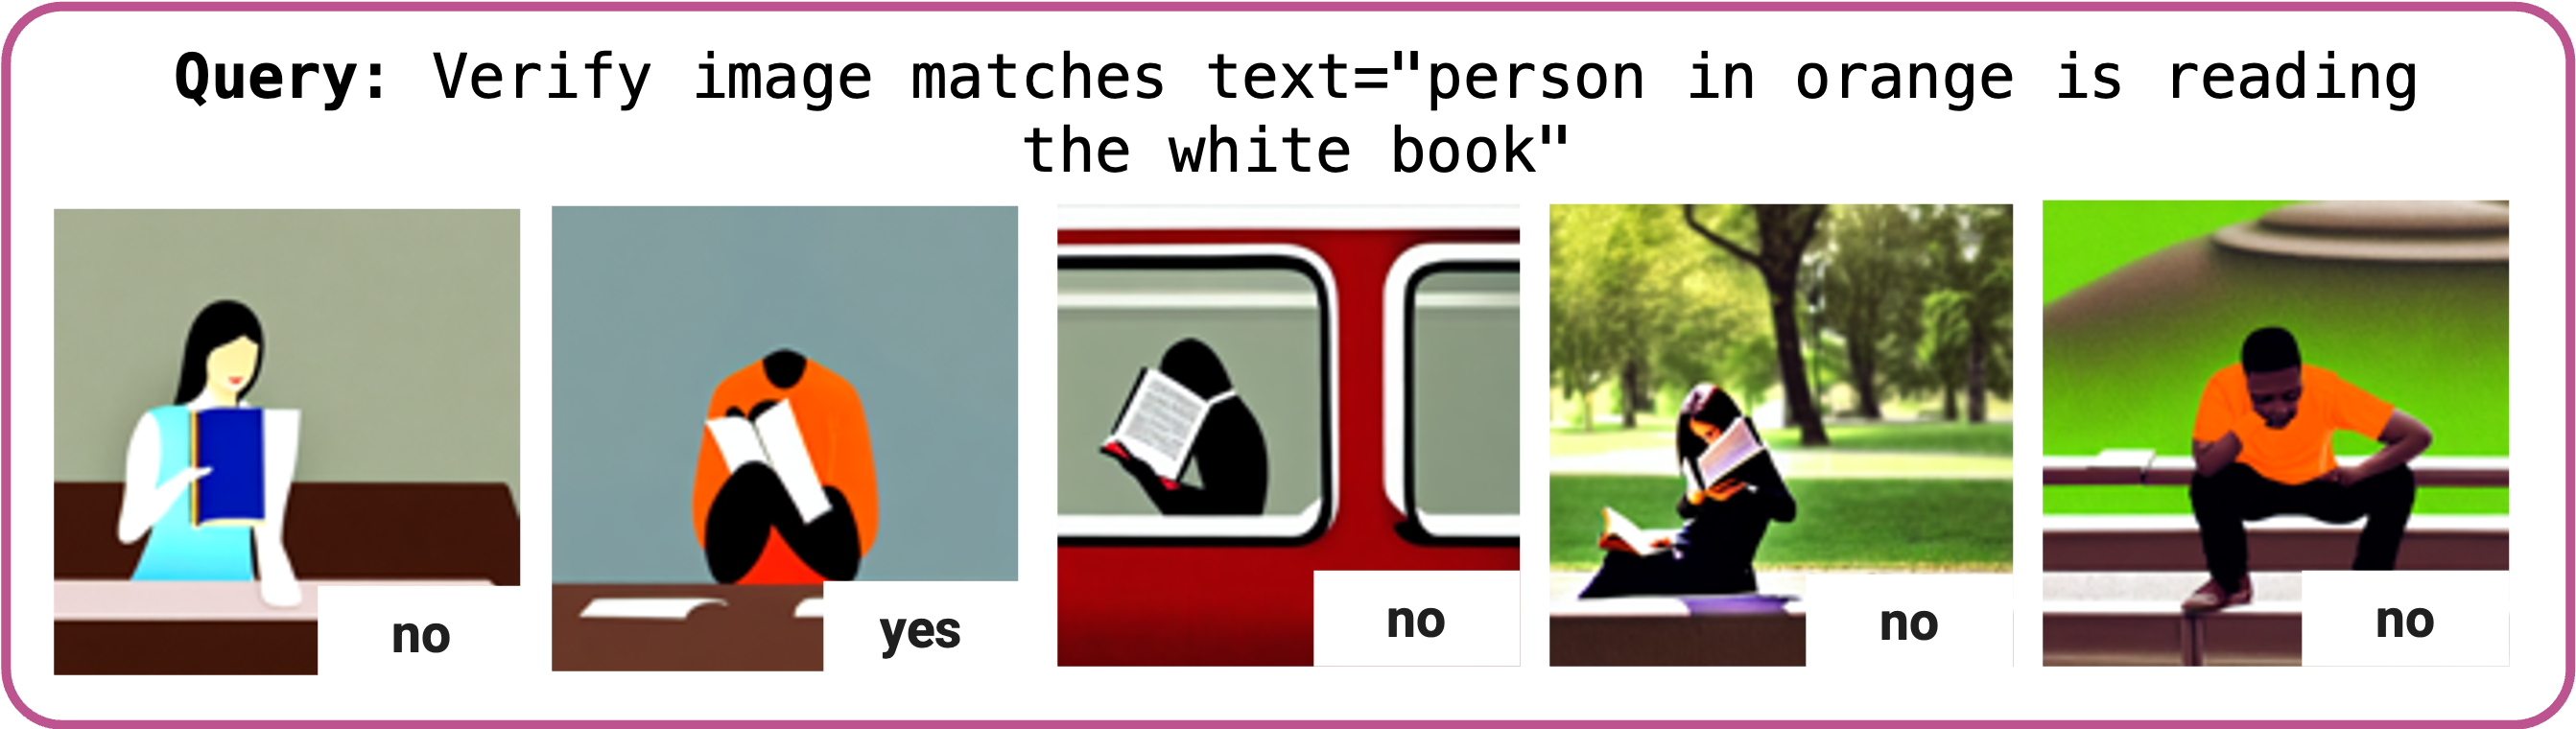 Query: Verify image matches text="person in orange is reading
the white book"
no
yes
no
no
no